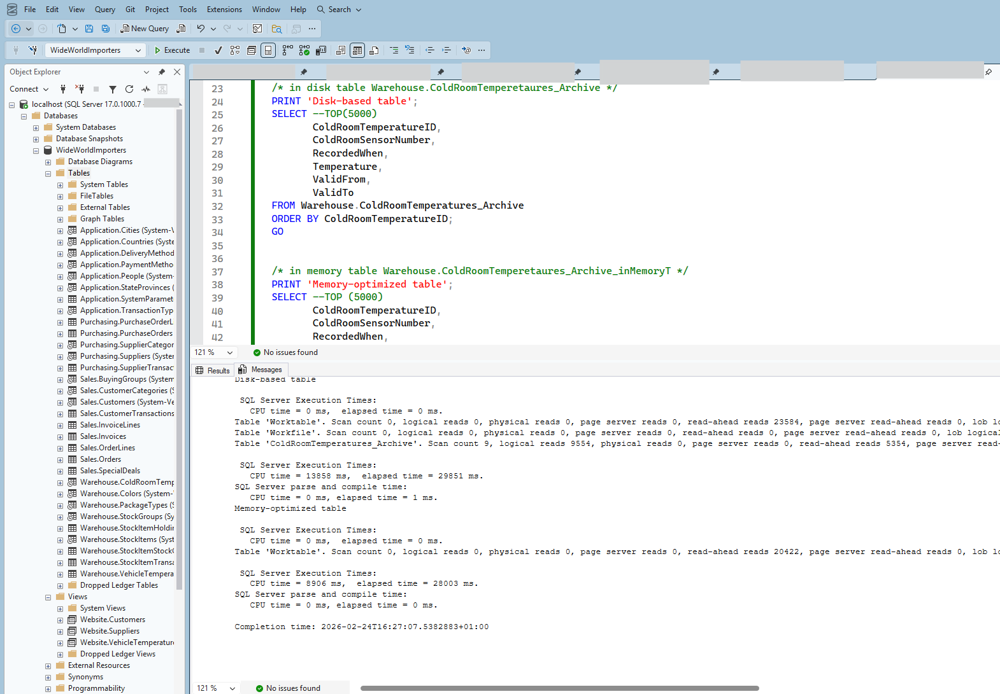 File Edit View Query Git Project Tools Extensions Window Help Search
New Query
WideWorldImporters Execute
Object Explorer
Connect
localhost (SQL Server 17.0.1000.7 -
Databases
System Databases
Database Snapshots
WideWorldImporters
Database Diagrams
Tables
System Tables
FileTables
External Tables
Graph Tables
Application.Cities (System-V
Application.Countries (Syste
Application.DeliveryMethod
Application.PaymentMetho
Application.People (System-
Application.StateProvinces (
Application.SystemParamet
Application.TransactionTyp
Purchasing.PurchaseOrderL
Purchasing.PurchaseOrders
Purchasing.SupplierCategor
Purchasing.Suppliers (System
Purchasing.SupplierTransac
Sales.BuyingGroups (System
Sales.CustomerCategories (S
Sales.Customers (System-Ve
Sales.CustomerTransactions
Sales.InvoiceLines
Sales.Invoices
Sales.OrderLines
Sales.Orders
Sales.SpecialDeals
Warehouse.ColdRoomTemp
Warehouse.Colors (System-
Warehouse.PackageTypes (S
Warehouse.StockGroups (Sy
Warehouse.StockItemHoldin
Warehouse.StockItems (Syst
Warehouse.StockItemStock
Warehouse.StockItemTransa
Warehouse.VehicleTempera
Dropped Ledger Tables
Views
System Views
Website.Customers
Website.Suppliers
Website.VehicleTemperature
Dropped Ledger Views
External Resources
Synonyms
Programmability
23 /* in disk table Warehouse.ColdRoomTemperetaures_Archive */
24 PRINT 'Disk-based table';
25 SELECT --TOP(5000)
26 ColdRoomTemperatureID,
27 ColdRoomSensorNumber,
28 RecordedWhen,
29 Temperature,
30 ValidFrom,
31 ValidTo
32 FROM Warehouse.ColdRoomTemperatures_Archive
33 ORDER BY ColdRoomTemperatureID;
34 GO
35
36
37 /* in memory table Warehouse.ColdRoomTemperetaures_Archive_inMemoryT */
38 PRINT 'Memory-optimized table';
39 SELECT --TOP (5000)
40 ColdRoomTemperatureID,
41 ColdRoomSensorNumber,
42 RecordedWhen,
121 % No issues found
Results Messages
Disk-based table
SQL Server Execution Times:
CPU time = 0 ms, elapsed time = 0 ms.
Table 'Worktable'. Scan count 0, logical reads 0, physical reads 0, page server reads 0, read-ahead reads 23584, page server read-ahead reads 0, lob lo
Table 'Workfile'. Scan count 0, logical reads 0, physical reads 0, page server reads 0, read-ahead reads 0, page server read-ahead reads 0, lob logical
Table 'ColdRoomTemperatures_Archive'. Scan count 9, logical reads 9554, physical reads 0, page server reads 0, read-ahead reads 5354, page server read-
SQL Server Execution Times:
CPU time = 13858 ms, elapsed time = 29851 ms.
SQL Server parse and compile time:
CPU time = 0 ms, elapsed time = 1 ms.
Memory-optimized table
SQL Server Execution Times:
CPU time = 0 ms, elapsed time = 0 ms.
Table 'Worktable'. Scan count 0, logical reads 0, physical reads 0, page server reads 0, read-ahead reads 20422, page server read-ahead reads 0, lob lo
SQL Server Execution Times:
CPU time = 8906 ms, elapsed time = 28003 ms.
SQL Server parse and compile time:
CPU time = 0 ms, elapsed time = 0 ms.
Completion time: 2026-02-24T16:27:07.5382883+01:00
121 % No issues found